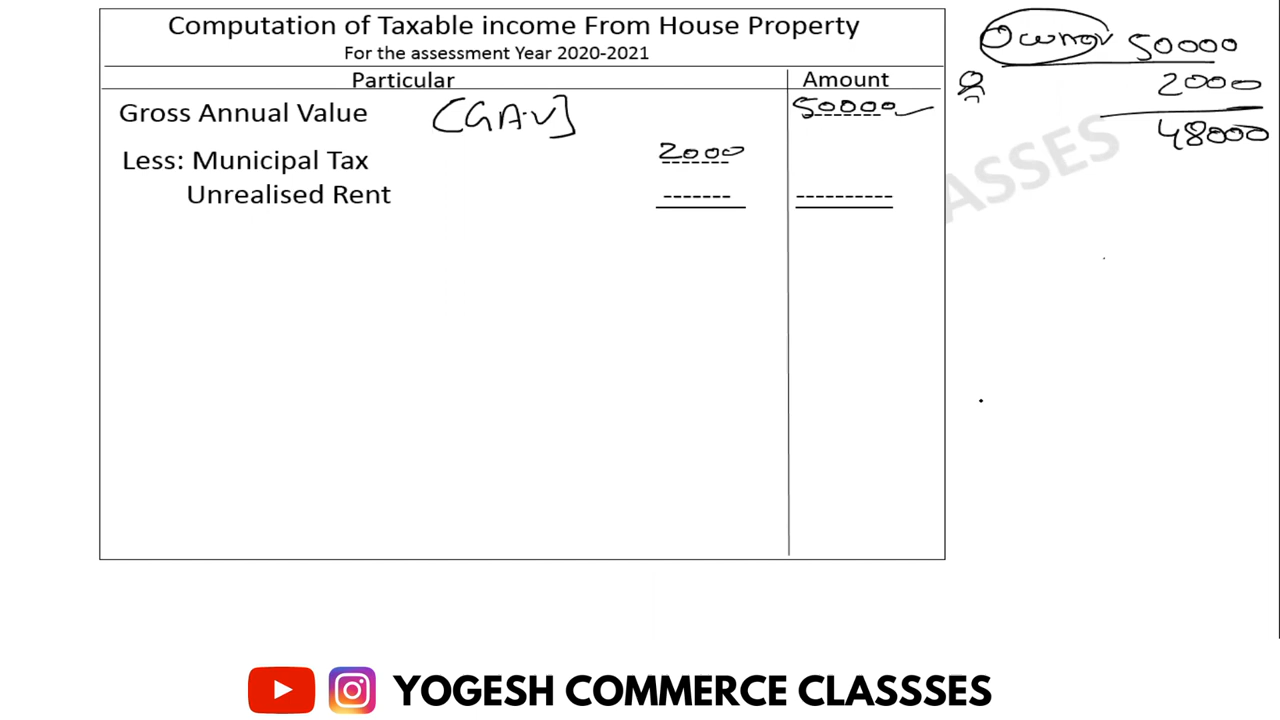 Computation of Taxable income From House Property
For the assessment Year 2020-2021
Particular Amount
Gross Annual Value [G.A.V] 50000
Less: Municipal Tax 2000
Unrealised Rent
Owner 50000
2000
48000
ASSES
YOGESH COMMERCE CLASSSES